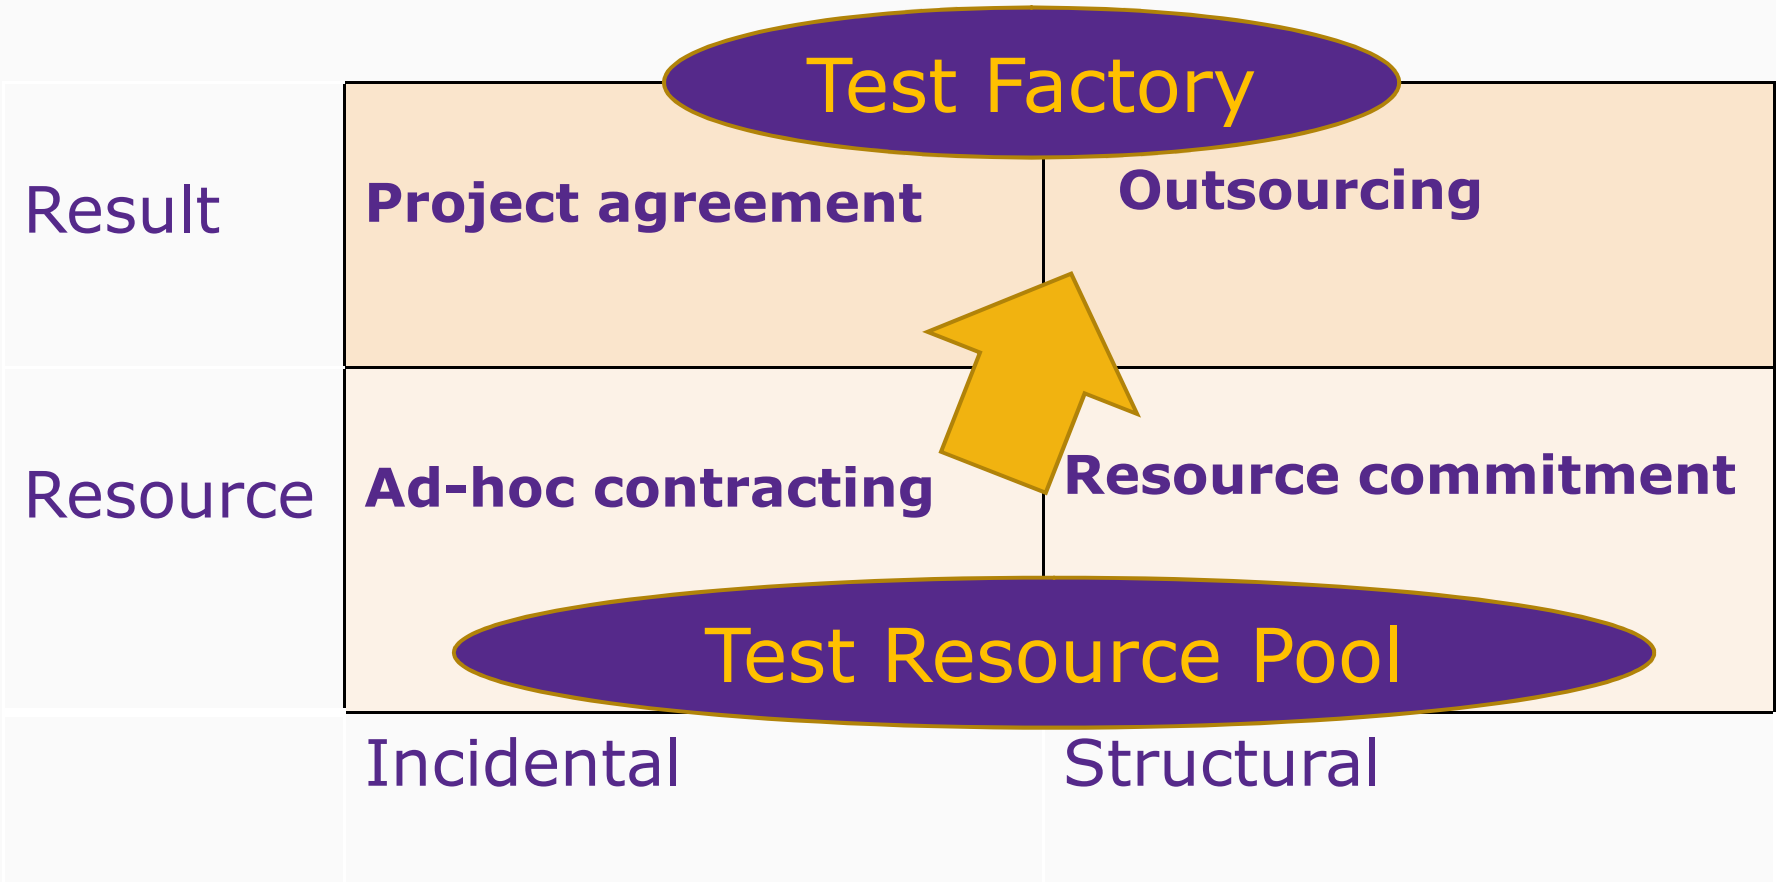 Test Factory
Result
Project agreement
Outsourcing
Resource
Ad-hoc contracting
Resource commitment
Test Resource Pool
Incidental
Structural